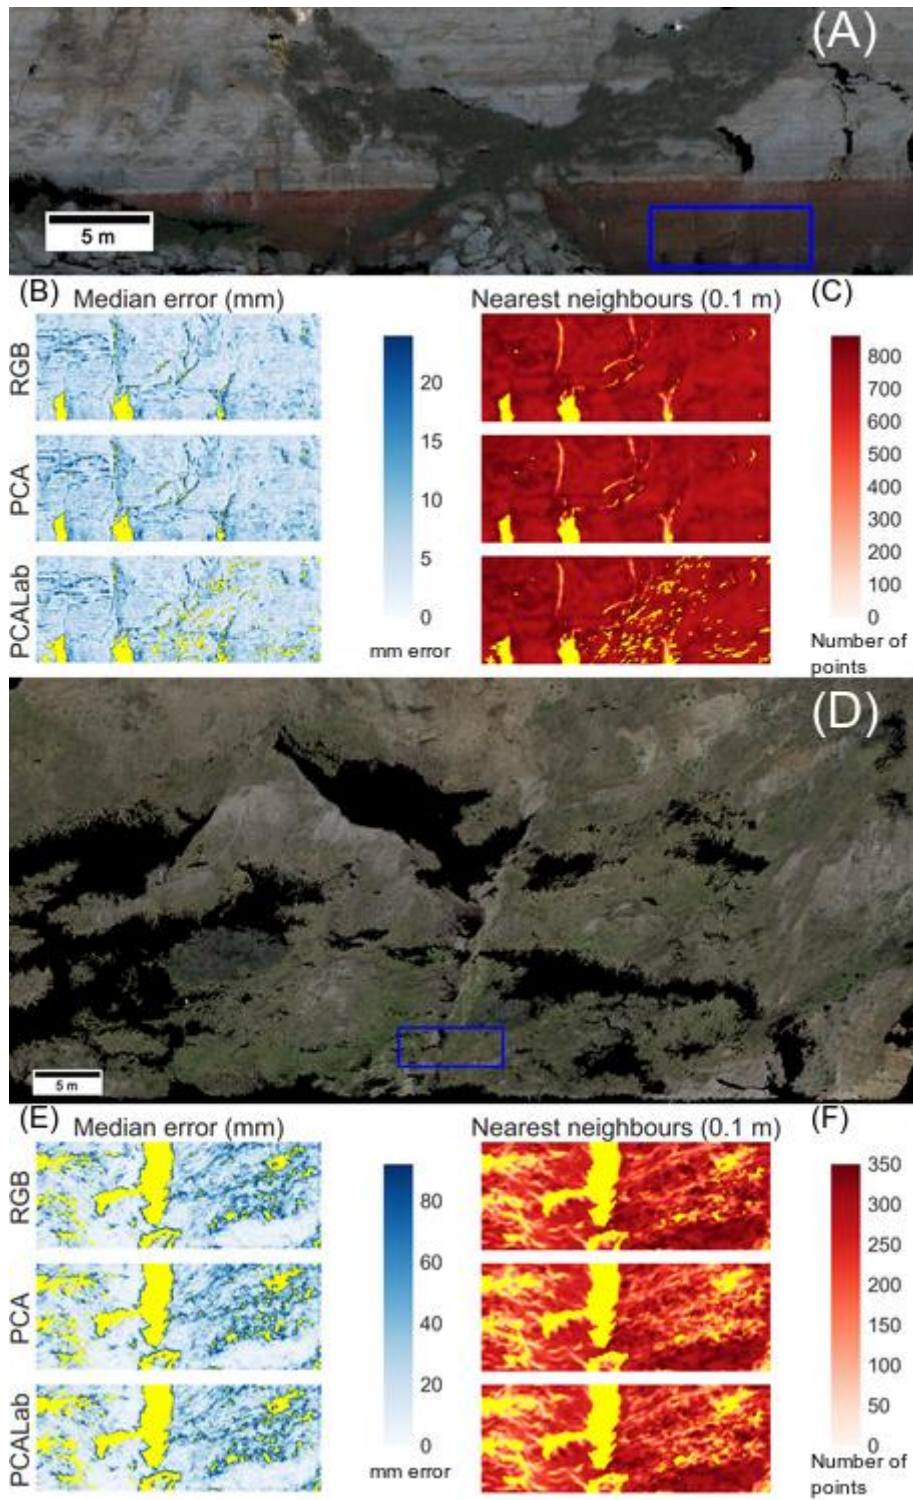 (A)
5 m
(B) Median error (mm)
Nearest neighbours (0.1 m) (C)
RGB
PCA
PCALab
20
15
10
5
0
mm error
800
700
600
500
400
300
200
100
0
Number of
points
(D)
5 m
(E) Median error (mm)
Nearest neighbours (0.1 m) (F)
RGB
PCA
PCALab
80
60
40
20
0
mm error
350
300
250
200
150
100
50
0
Number of
points